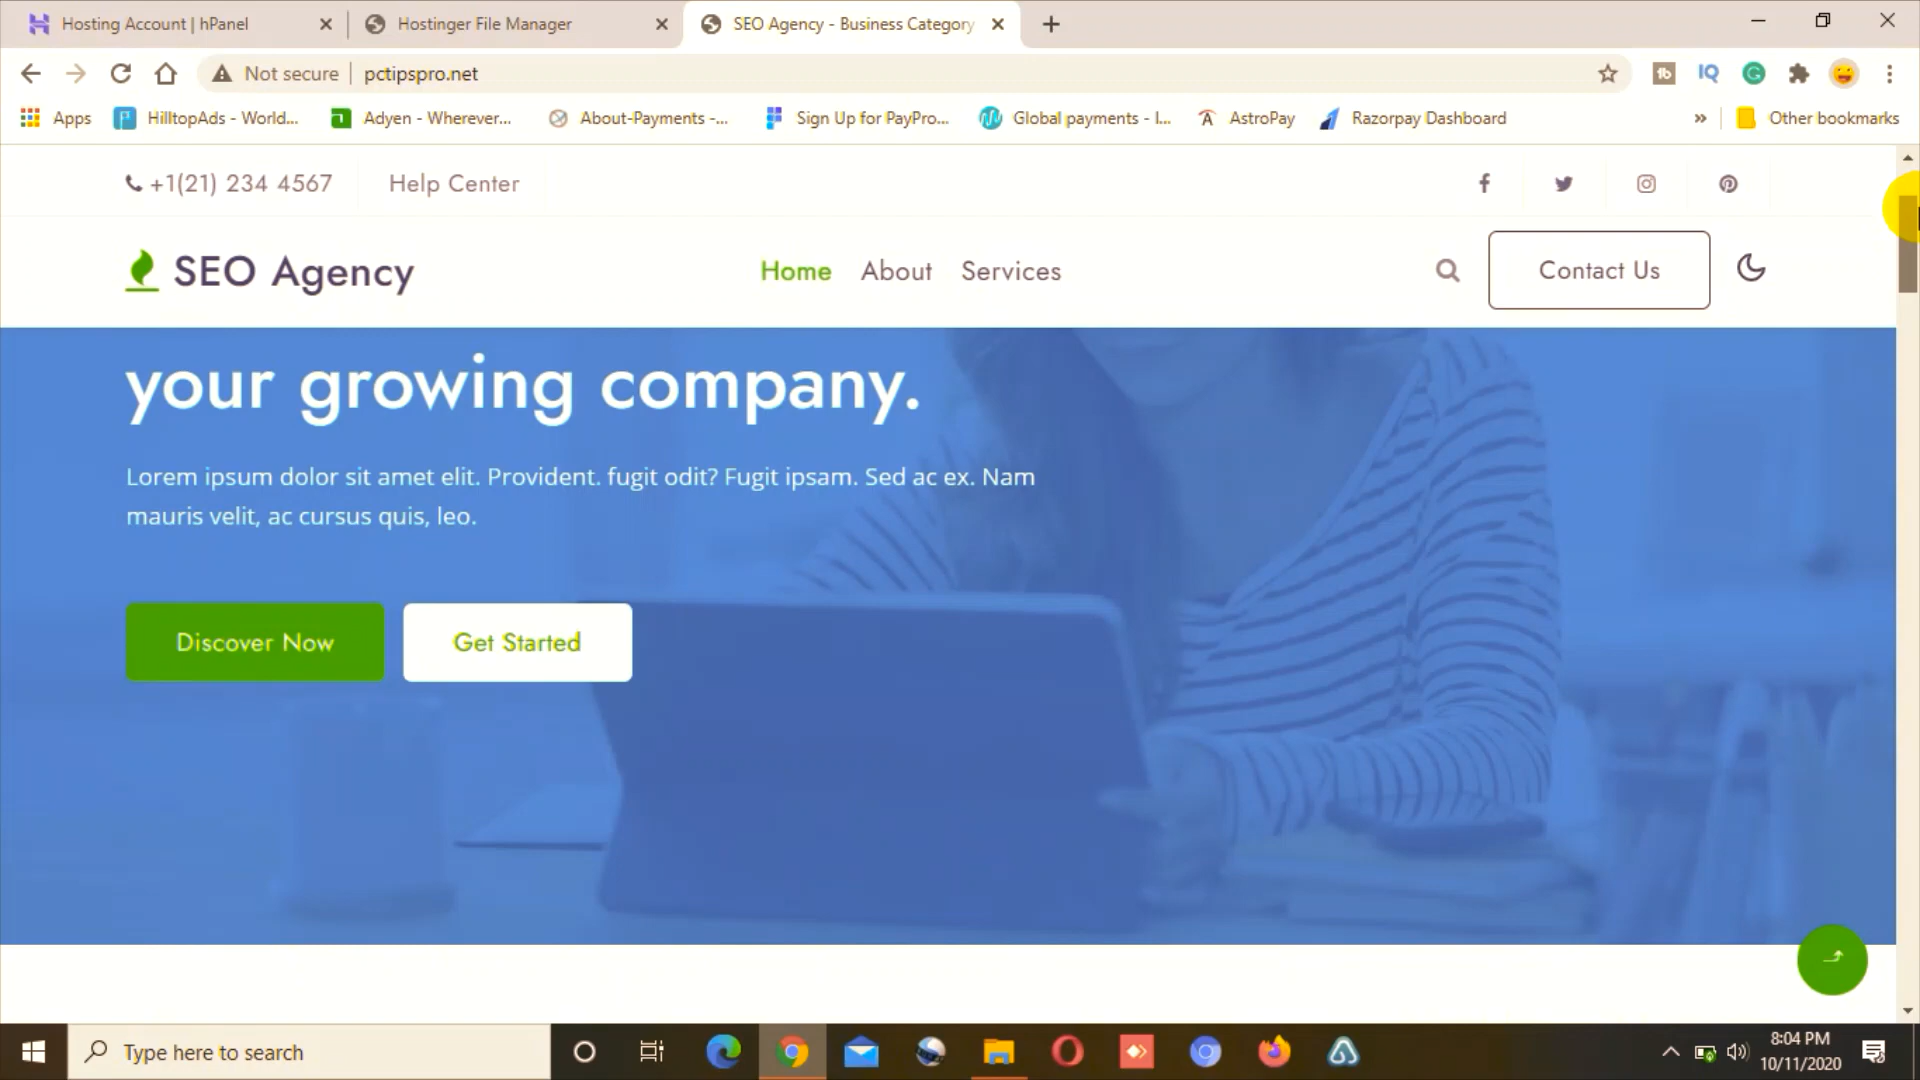 Hosting Account | hPanel
Hostinger File Manager
SEO Agency - Business Category
Not secure
pctipspro.net
Apps
HilltopAds - World...
Adyen - Wherever...
About-Payments -...
Sign Up for PayPro...
Global payments - I...
AstroPay
Razorpay Dashboard
Other bookmarks
+1(21) 234 4567
Help Center
SEO Agency
Home
About
Services
Contact Us
your growing company.
Lorem ipsum dolor sit amet elit. Provident. fugit odit? Fugit ipsam. Sed ac ex. Nam
mauris velit, ac cursus quis, leo.
Discover Now
Get Started
Type here to search
8:04 PM
10/11/2020